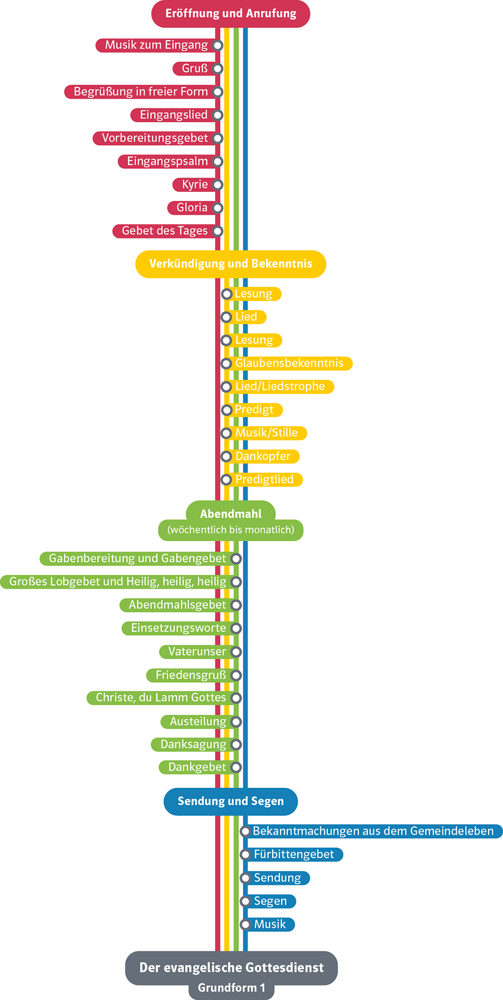 Eröffnung und Anrufung
Musik zum Eingang
Gruß
Begrüßung in freier Form
Eingangslied
Vorbereitungsgebet
Eingangspsalm
Kyrie
Gloria
Gebet des Tages
Verkündigung und Bekenntnis
Lesung
Lied
Lesung
Glaubensbekenntnis
Lied/Liedstrophe
Predigt
Musik/Stille
Dankopfer
Predigtlied
Abendmahl
(wöchentlich bis monatlich)
Gabenbereitung und Gabengebet
Großes Lobgebet und Heilig, heilig, heilig
Abendmahlsgebet
Einsetzungsworte
Vaterunser
Friedensgruß
Christe, du Lamm Gottes
Austeilung
Danksagung
Dankgebet
Sendung und Segen
Bekanntmachungen aus dem Gemeindeleben
Fürbittengebet
Sendung
Segen
Musik
Der evangelische Gottesdienst
Grundform 1